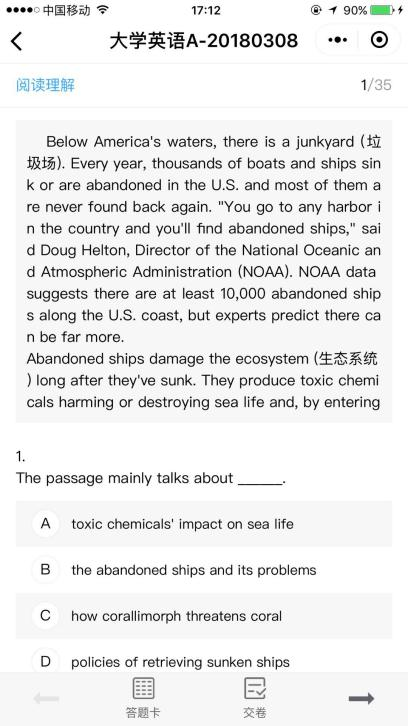 中国移动 17:12 90%
大学英语A-20180308
阅读理解 1/35
Below America's waters, there is a junkyard (垃
圾场). Every year, thousands of boats and ships sin
k or are abandoned in the U.S. and most of them a
re never found back again. "You go to any harbor i
n the country and you'll find abandoned ships," sai
d Doug Helton, Director of the National Oceanic an
d Atmospheric Administration (NOAA). NOAA data
suggests there are at least 10,000 abandoned ship
s along the U.S. coast, but experts predict there ca
n be far more.
Abandoned ships damage the ecosystem (生态系统
) long after they've sunk. They produce toxic chemi
cals harming or destroying sea life and, by entering
1.
The passage mainly talks about ______.
A toxic chemicals' impact on sea life
B the abandoned ships and its problems
C how corallimorph threatens coral
D policies of retrieving sunken ships
答题卡 交卷